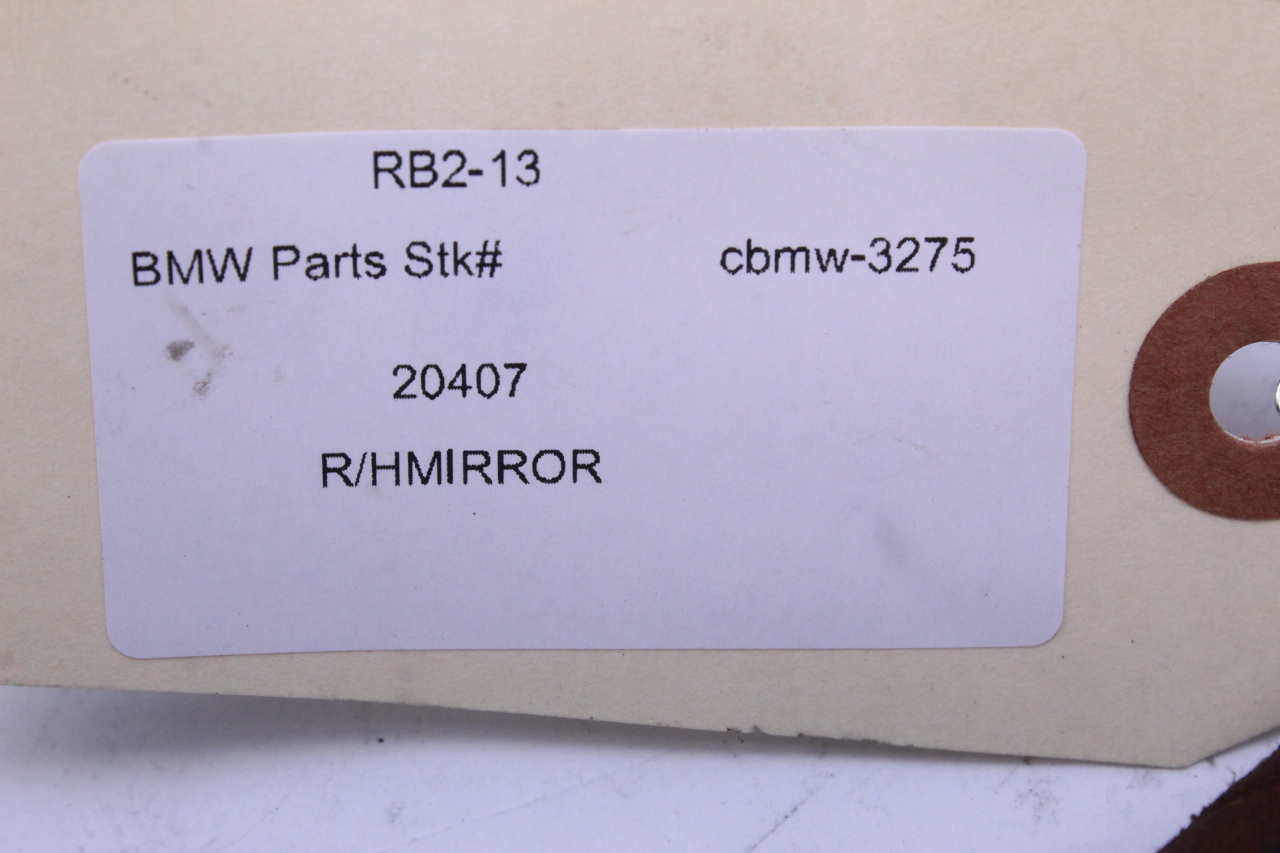 RB2-13
BMW Parts Stk# cbmw-3275
20407
R/HMIRROR